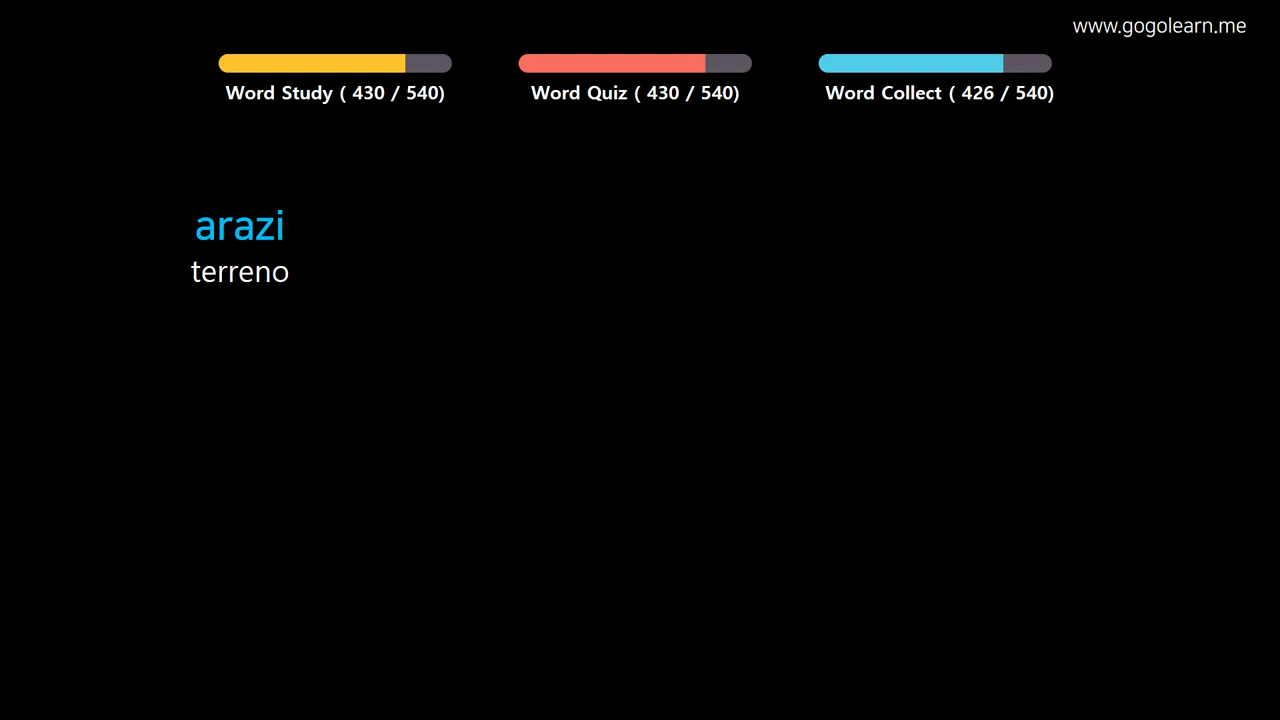 www.gogolearn.me
Word Study ( 430 / 540)
Word Quiz ( 430 / 540)
Word Collect ( 426 / 540)
arazi
terreno